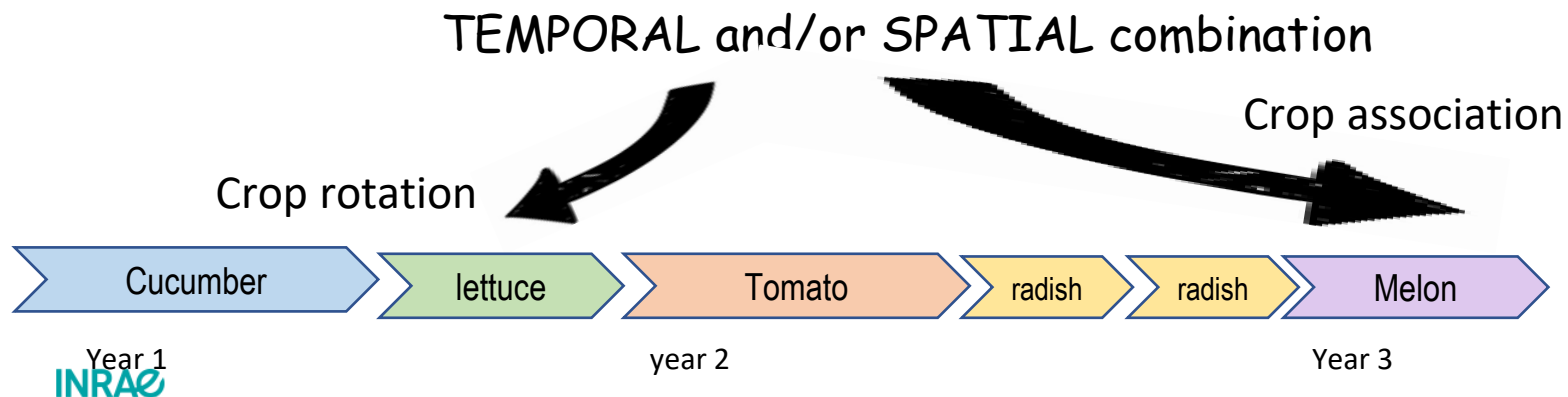 TEMPORAL and/or SPATIAL combination
Crop association
Crop rotation
Cucumber lettuce Tomato radish radish Melon
Year 1 year 2 Year 3
INRAE